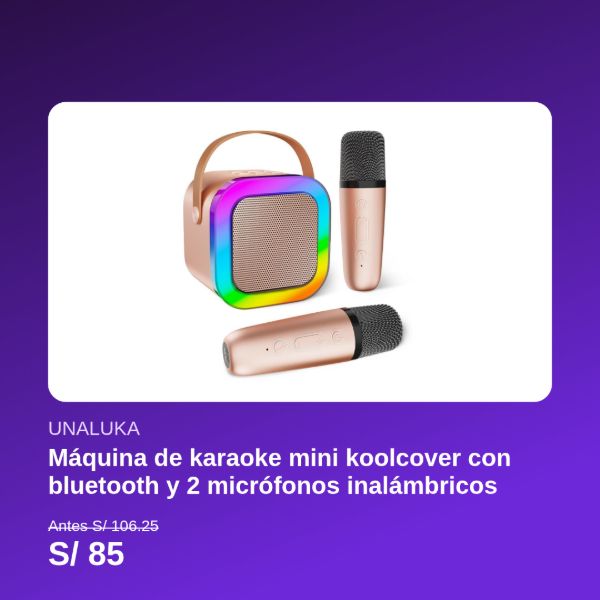 UNALUKA
Máquina de karaoke mini koolcover con
bluetooth y 2 micrófonos inalámbricos
Antes S/ 106.25
S/ 85